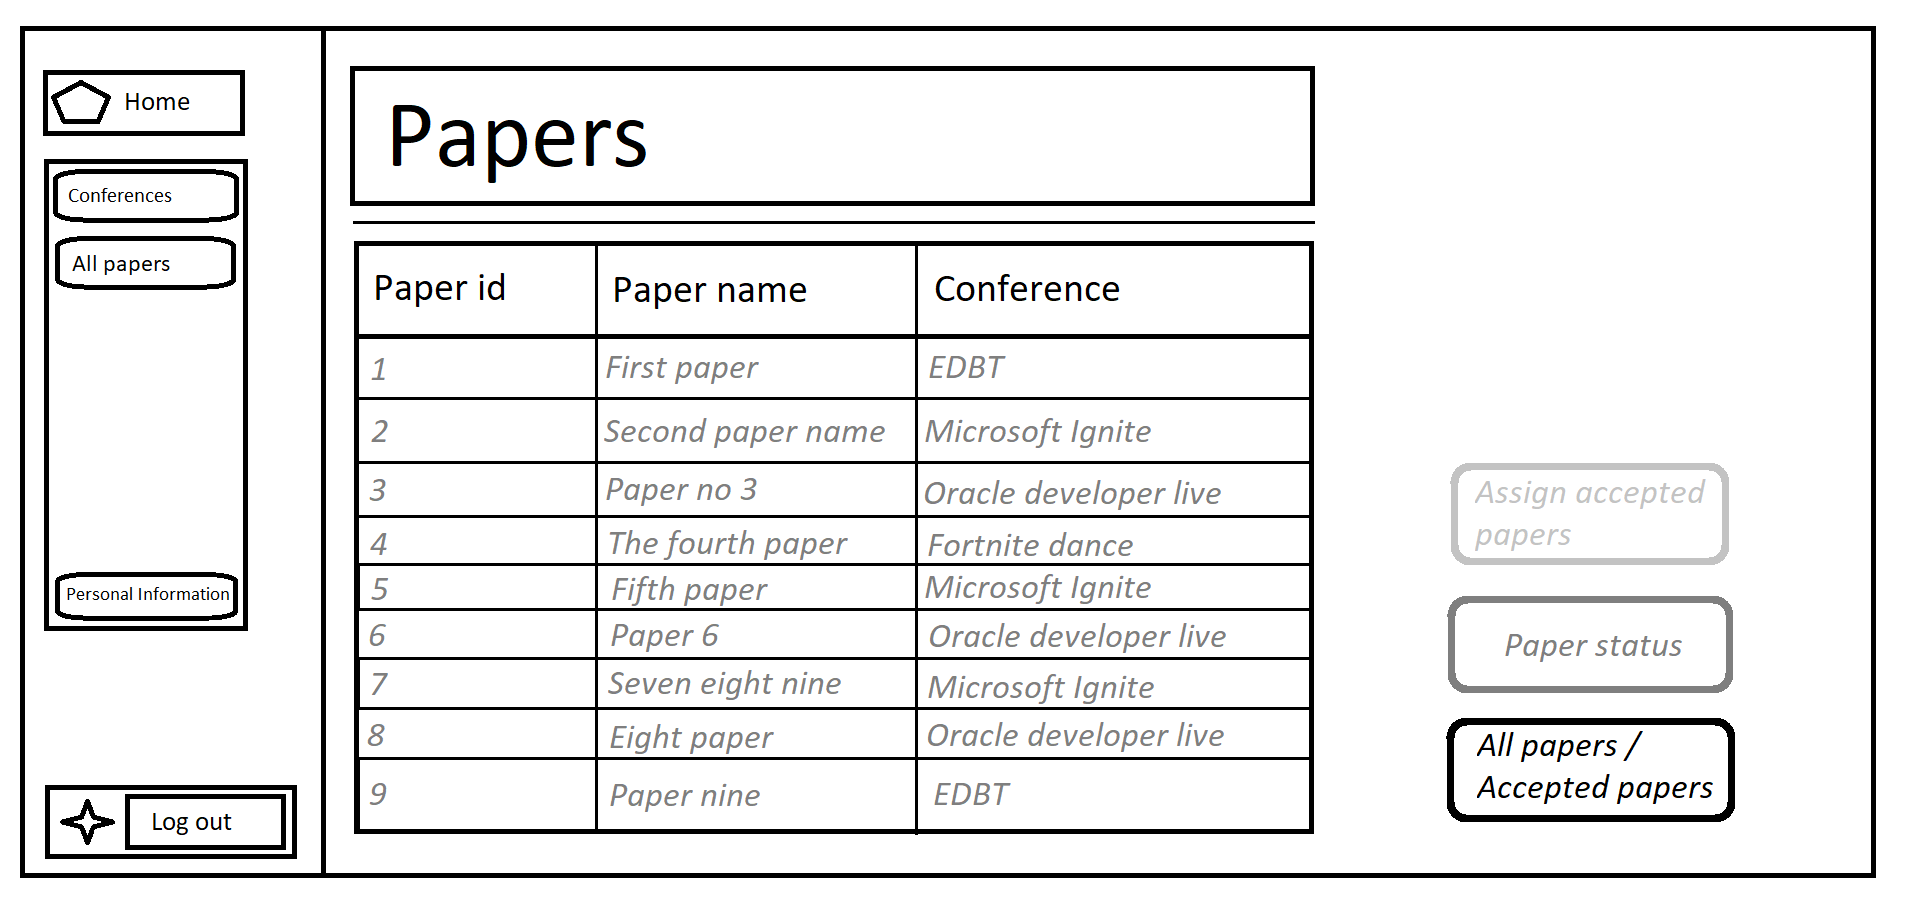 Home
Conferences
All papers
Personal Information
Log out
Papers
Paper id Paper name Conference
1 First paper EDBT
2 Second paper name Microsoft Ignite
3 Paper no 3 Oracle developer live
4 The fourth paper Fortnite dance
5 Fifth paper Microsoft Ignite
6 Paper 6 Oracle developer live
7 Seven eight nine Microsoft Ignite
8 Eight paper Oracle developer live
9 Paper nine EDBT
Assign accepted
papers
Paper status
All papers /
Accepted papers